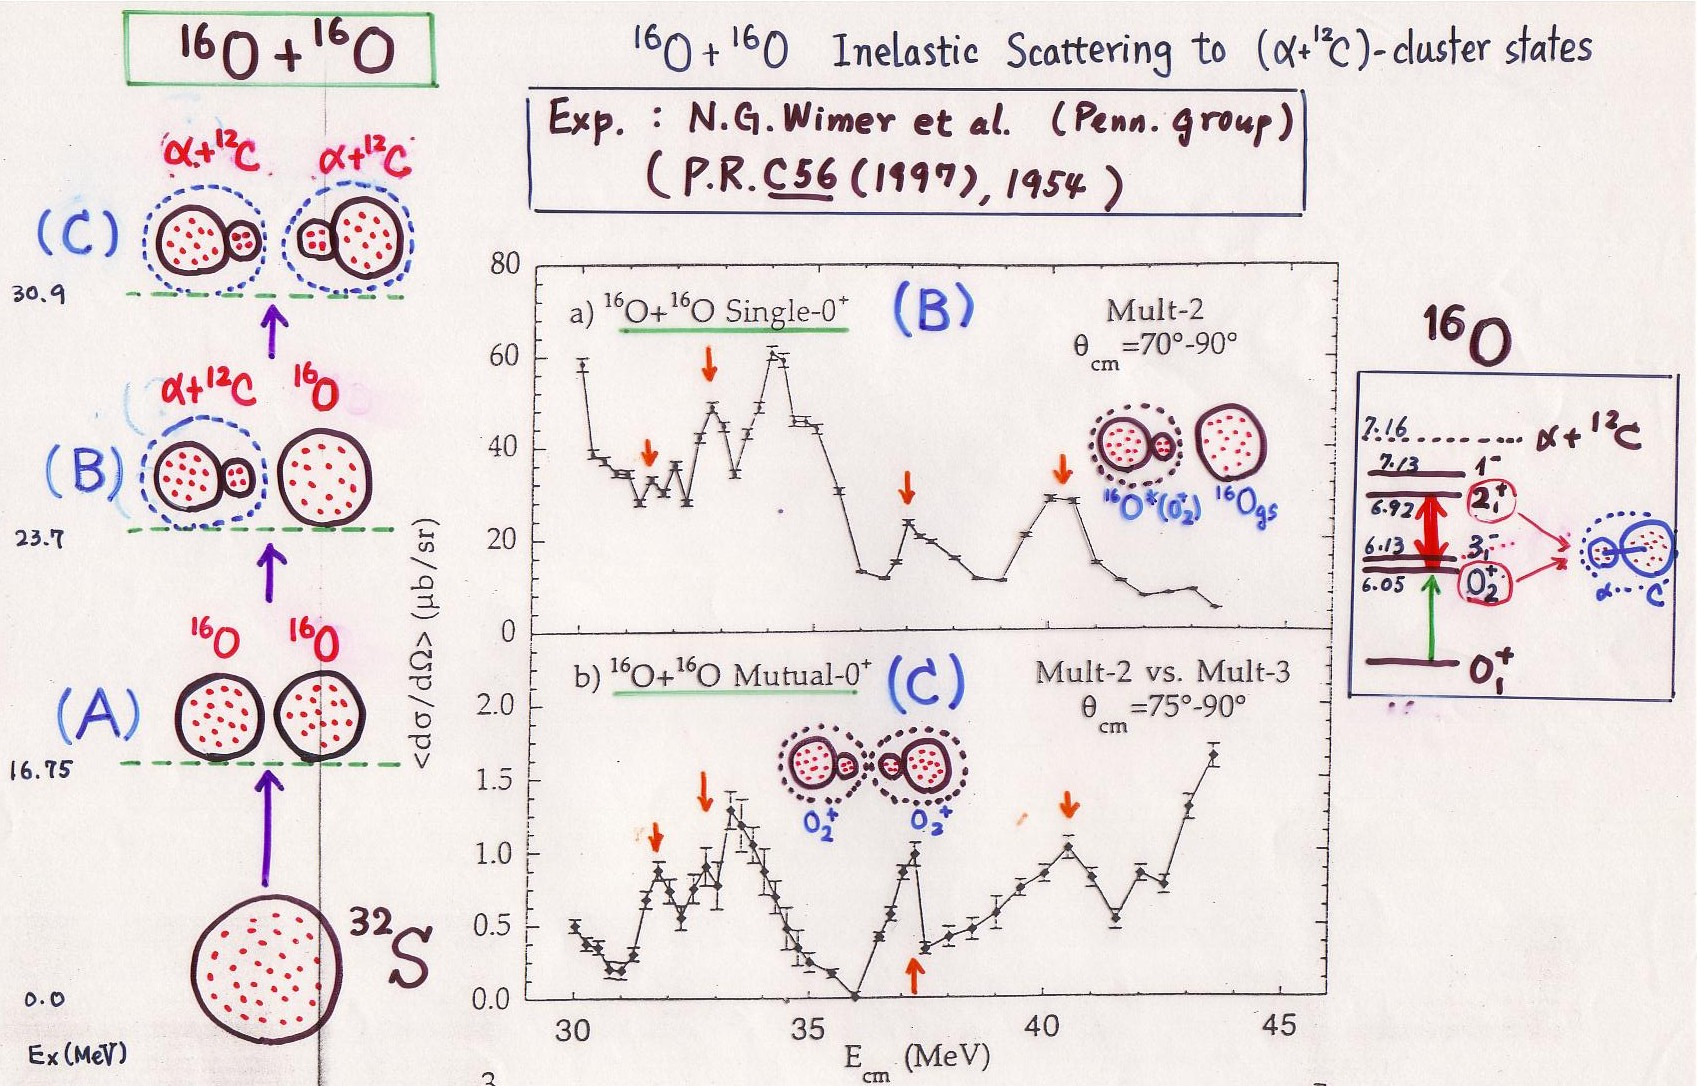 ¹⁶O + ¹⁶O
α+¹²C α+¹²C
(C)
30.9
α+¹²C ¹⁶O
(B)
23.7
¹⁶O ¹⁶O
(A)
16.75
³²S
0.0
Ex (MeV)
¹⁶O + ¹⁶O Inelastic Scattering to (α+¹²C)-cluster states
Exp. : N.G. Wimer et al. (Penn. group)
(P.R. C56 (1997), 1954)
<dσ/dΩ> (μb/sr)
80
60
40
20
0
a) ¹⁶O+¹⁶O Single-0⁺
(B)
Mult-2
θcm=70°-90°
¹⁶O*(0₂⁺) ¹⁶Ogs
b) ¹⁶O+¹⁶O Mutual-0⁺
(C)
Mult-2 vs. Mult-3
θcm=75°-90°
0₂⁺ 0₂⁺
2.0
1.5
1.0
0.5
0.0
30 35 40 45
Ecm (MeV)
3
¹⁶O
7.16 α+¹²C
7.13 1⁻
6.92 2₁⁺
6.13 3₁⁻
6.05 0₂⁺
α...C
0₁⁺